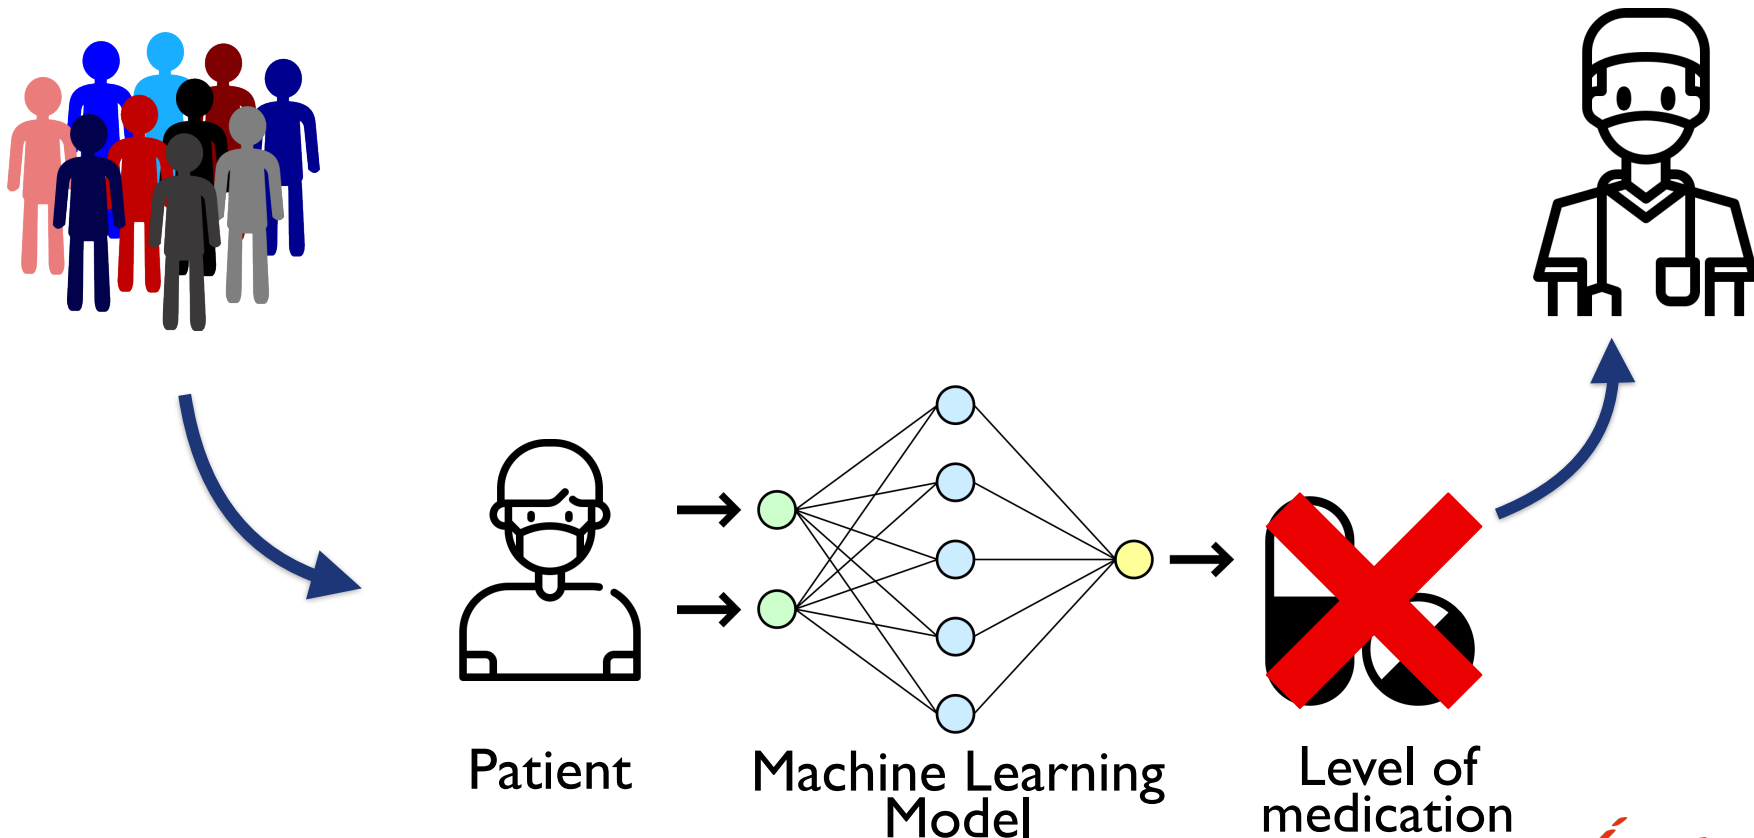 Patient
Machine Learning
Model
Level of
medication